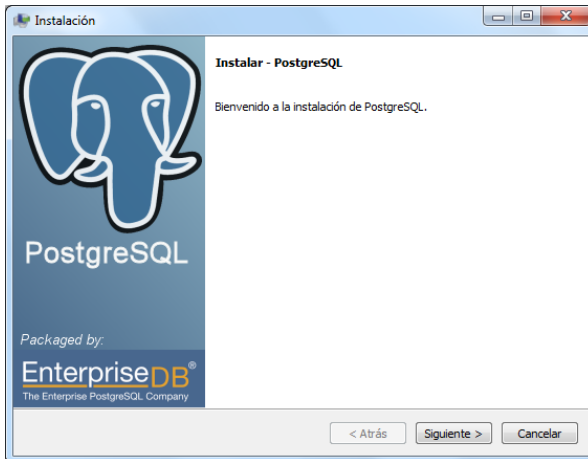 Instalación
Instalar - PostgreSQL
Bienvenido a la instalación de PostgreSQL.
PostgreSQL
Packaged by:
EnterpriseDB®
The Enterprise PostgreSQL Company
< Atrás
Siguiente >
Cancelar